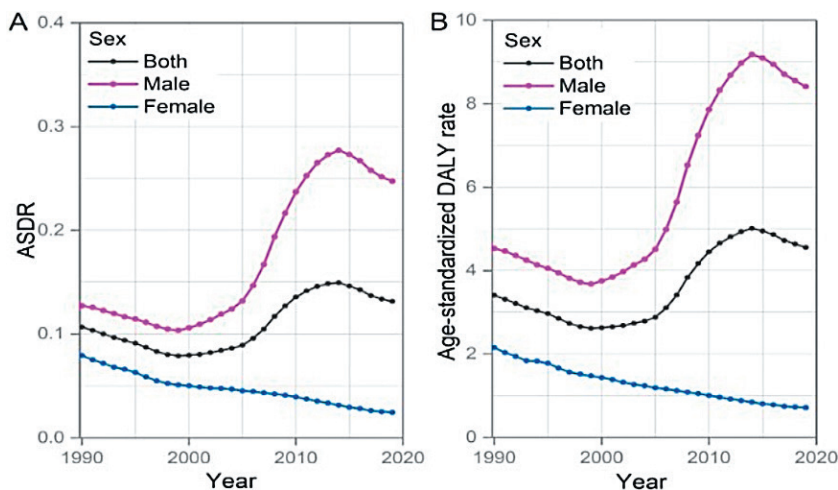 A
Sex
Both
Male
Female
ASDR
0.4
0.3
0.2
0.1
0.0
1990
2000
2010
2020
Year
B
Sex
Both
Male
Female
Age-standardized DALY rate
10
8
6
4
2
0
1990
2000
2010
2020
Year